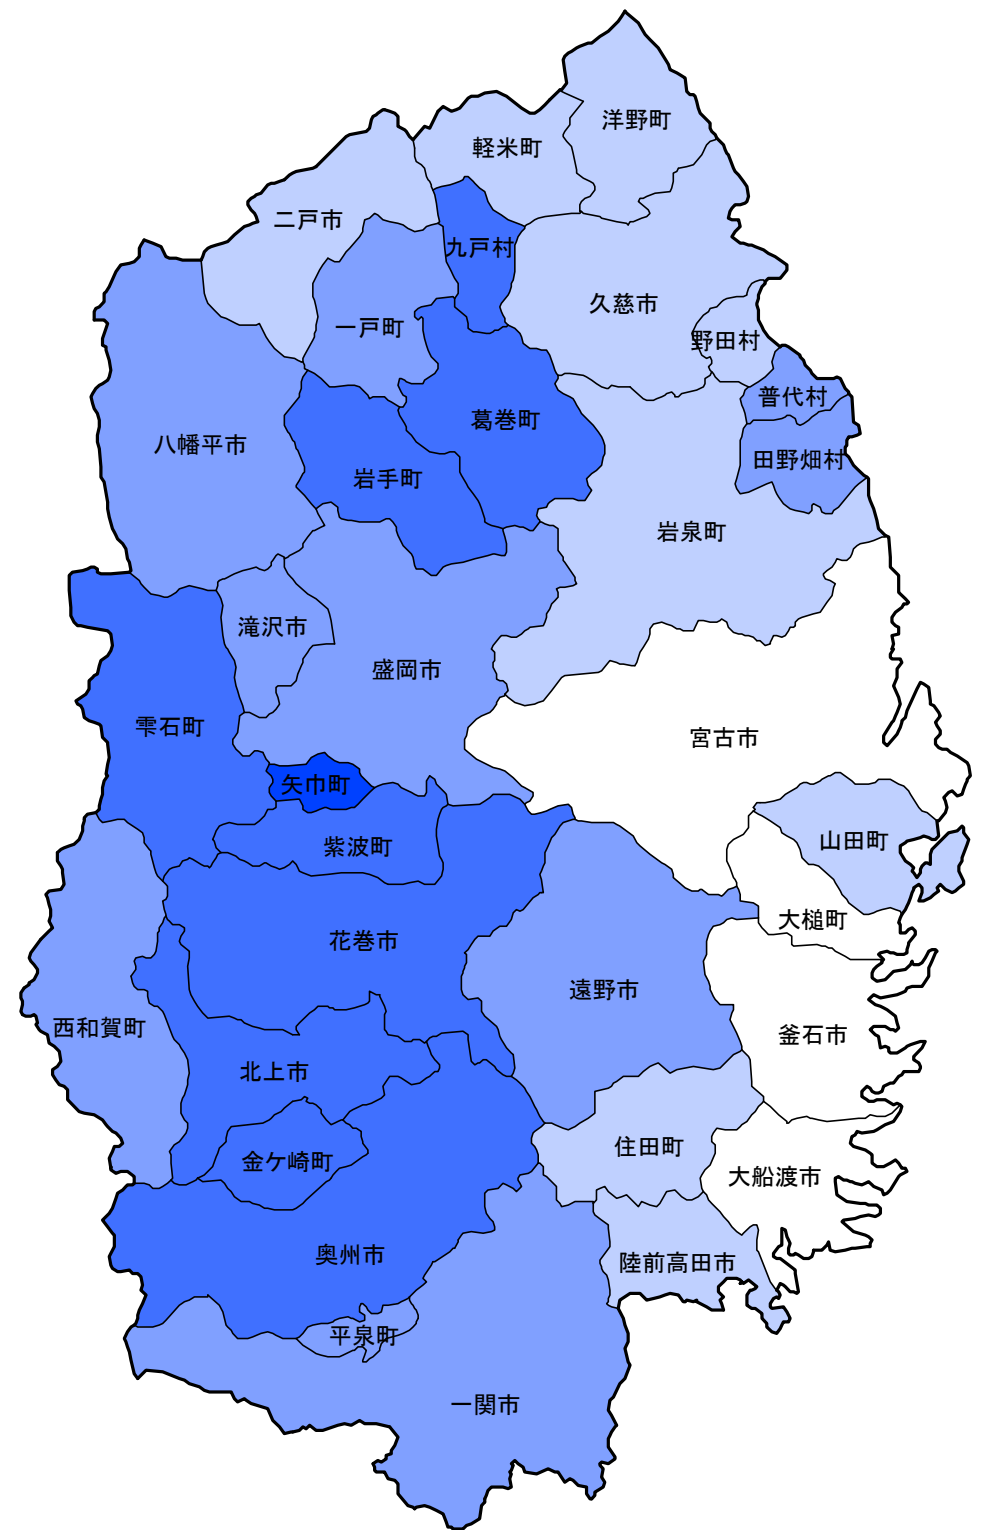 洋野町
軽米町
二戸市
九戸村
久慈市
一戸町
野田村
普代村
葛巻町
八幡平市
田野畑村
岩手町
岩泉町
滝沢市
盛岡市
雫石町
宮古市
矢巾町
山田町
紫波町
大槌町
花巻市
遠野市
西和賀町
釜石市
北上市
住田町
金ケ崎町
大船渡市
奥州市
陸前高田市
平泉町
一関市